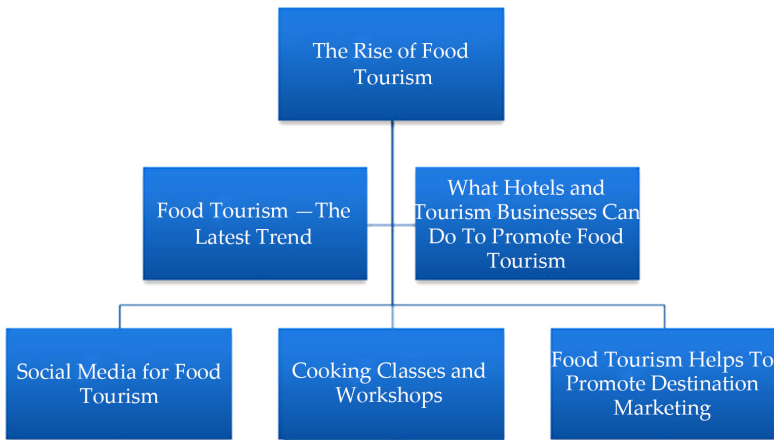 The Rise of Food
Tourism
Food Tourism —The
Latest Trend
What Hotels and
Tourism Businesses Can
Do To Promote Food
Tourism
Social Media for Food
Tourism
Cooking Classes and
Workshops
Food Tourism Helps To
Promote Destination
Marketing